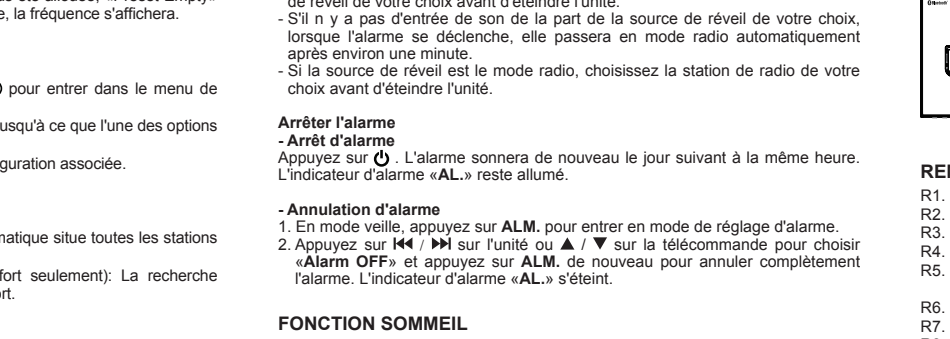 la fréquence s'affichera.
pour entrer dans le menu de
jusqu'à ce que l'une des options
guration associée.
matique situe toutes les stations
fort seulement): La recherche
rt.
de réveil de votre choix avant d'éteindre l'unité.
- S'il n y a pas d'entrée de son de la part de la source de réveil de votre choix,
lorsque l'alarme se déclenche, elle passera en mode radio automatiquement
après environ une minute.
- Si la source de réveil est le mode radio, choisissez la station de radio de votre
choix avant d'éteindre l'unité.
Arrêter l'alarme
- Arrêt d'alarme
Appuyez sur ⏻ . L'alarme sonnera de nouveau le jour suivant à la même heure.
L'indicateur d'alarme «AL.» reste allumé.
- Annulation d'alarme
1. En mode veille, appuyez sur ALM. pour entrer en mode de réglage d'alarme.
2. Appuyez sur ⏮ / ⏭ sur l'unité ou ▲ / ▼ sur la télécommande pour choisir
«Alarm OFF» et appuyez sur ALM. de nouveau pour annuler complètement
l'alarme. L'indicateur d'alarme «AL.» s'éteint.
FONCTION SOMMEIL
R1.
R2.
R3.
R4.
R5.
R6.
R7.